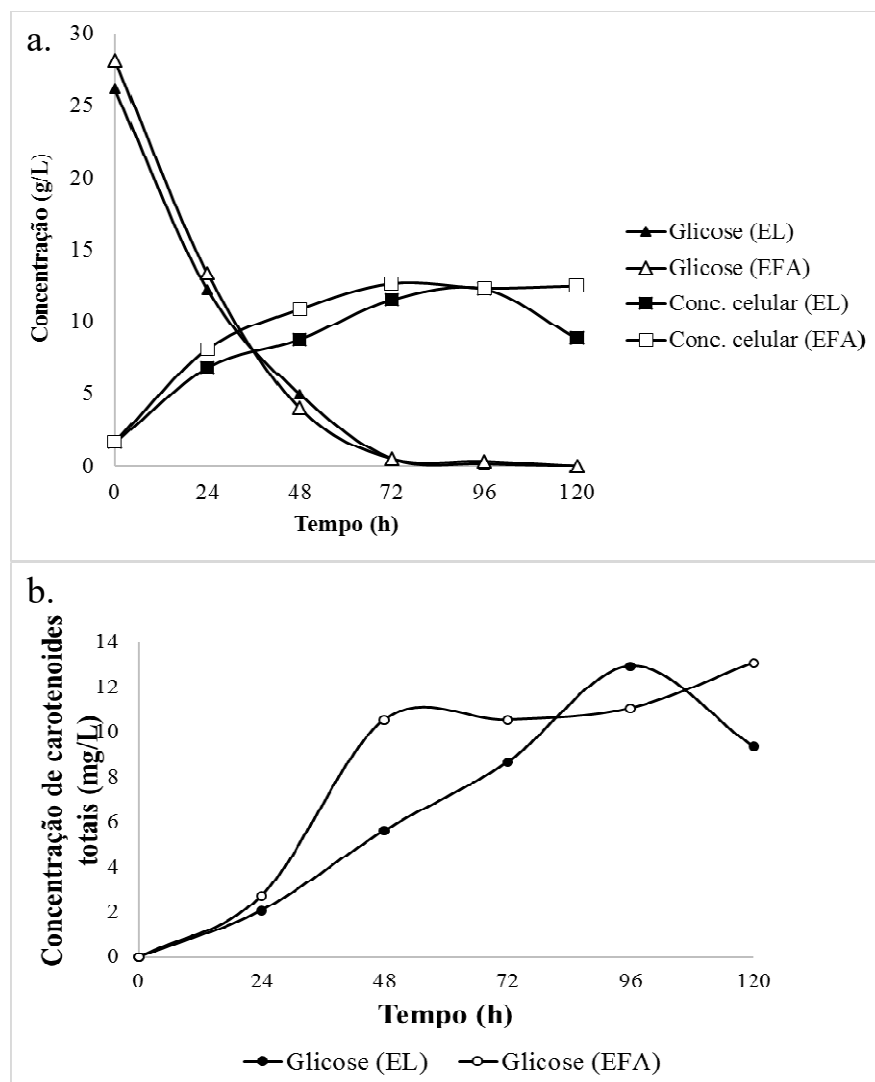 a.
30
25
20
15
10
5
0
Concentração (g/L)
0 24 48 72 96 120
Tempo (h)
Glicose (EL)
Glicose (EFA)
Conc. celular (EL)
Conc. celular (EFA)
b.
Concentração de carotenoides
totais (mg/L)
14
12
10
8
6
4
2
0
0 24 48 72 96 120
Tempo (h)
Glicose (EL) Glicose (EFA)